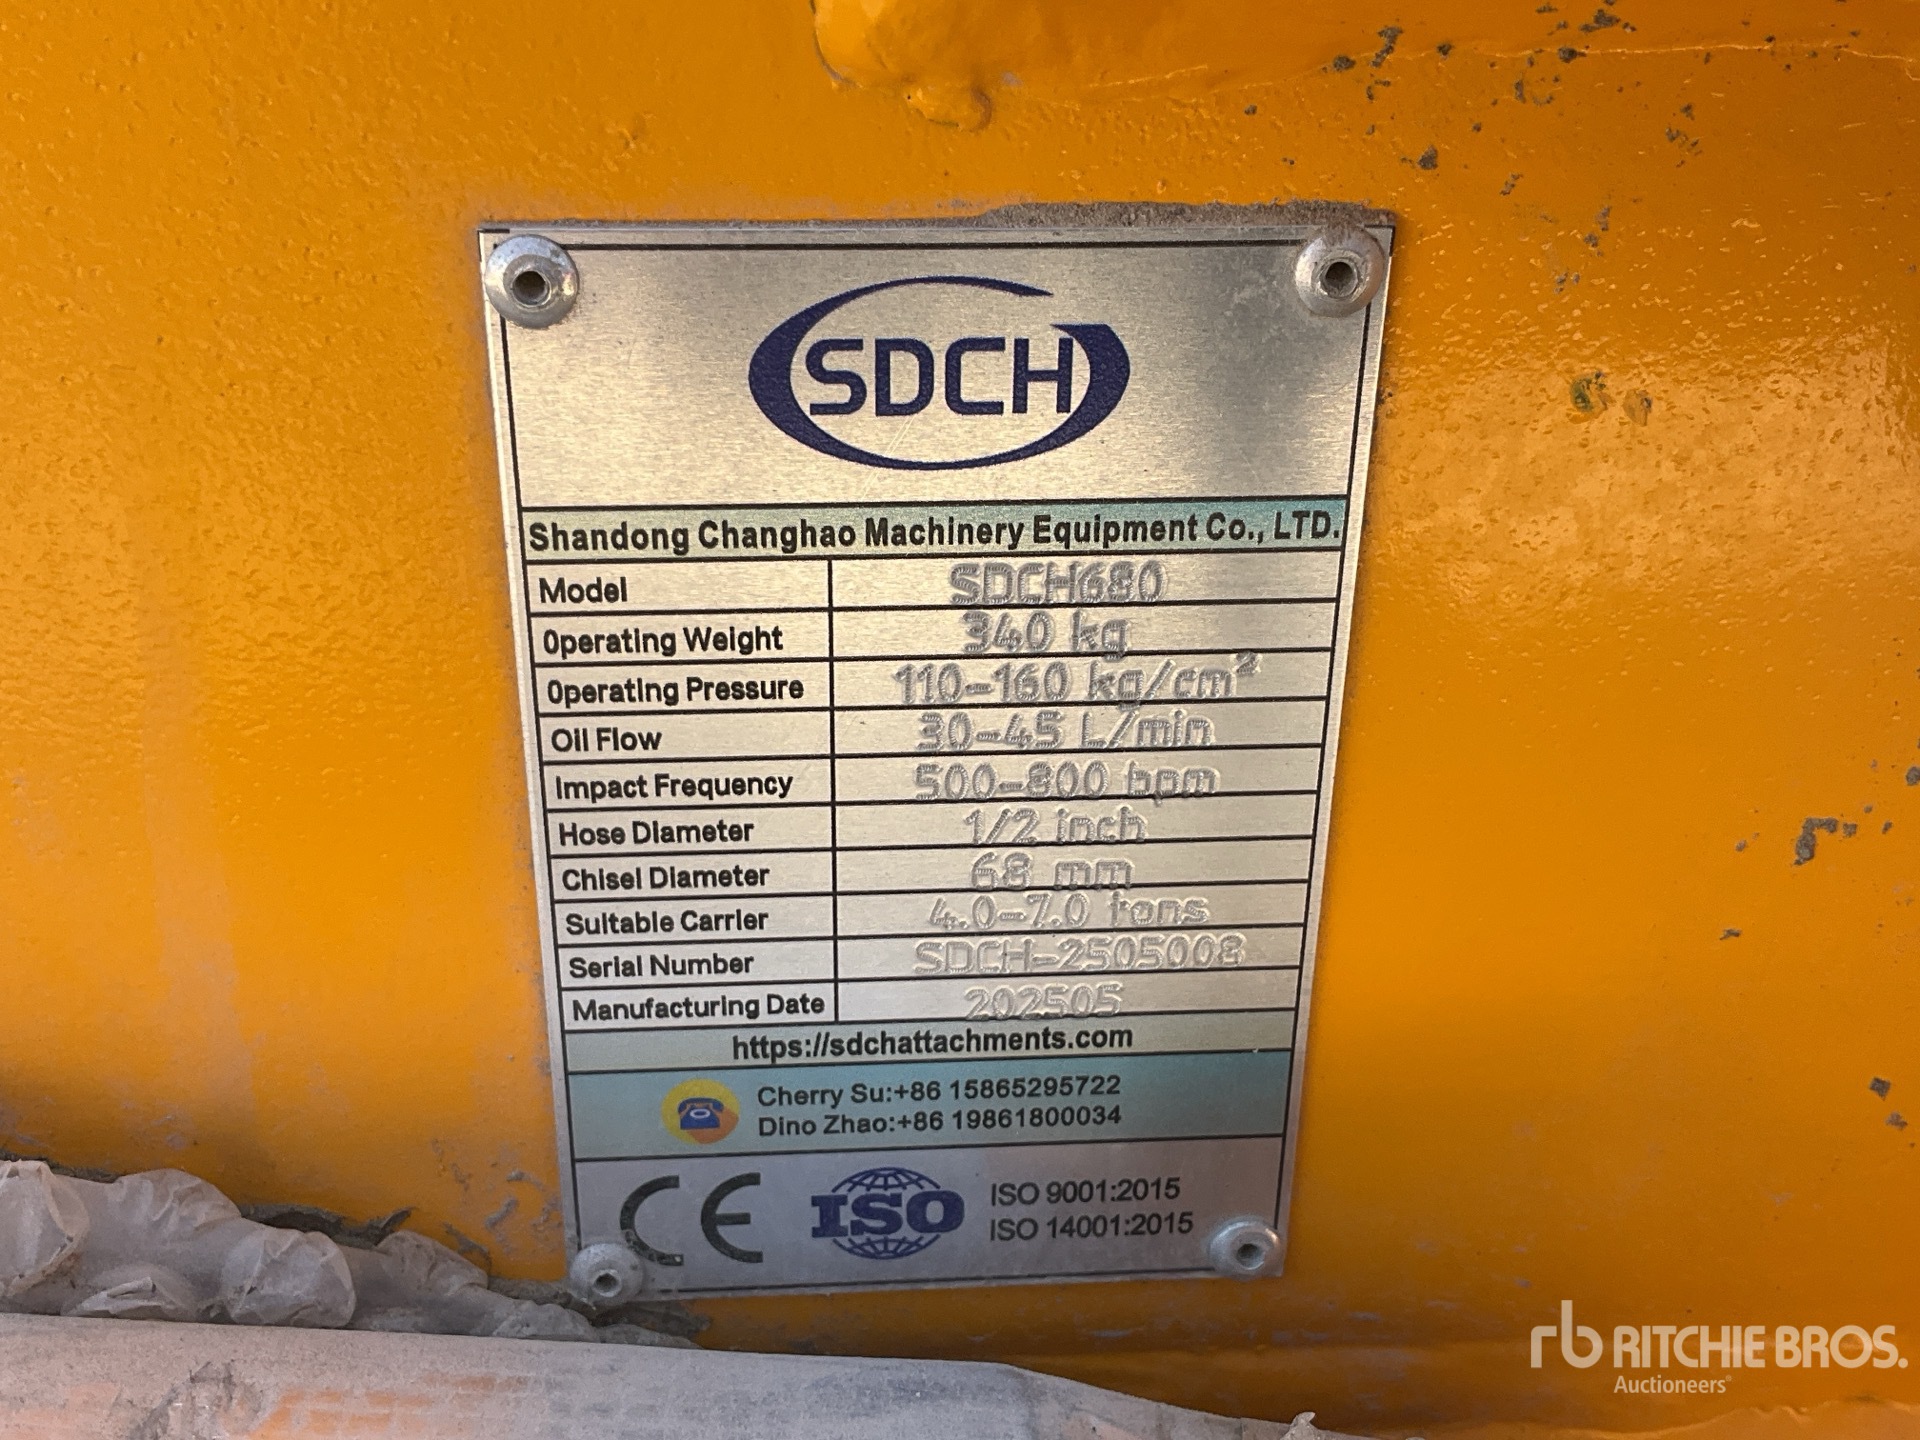 SDCH
Shandong Changhao Machinery Equipment Co., LTD.
Model SDCH680
Operating Weight 340 kg
Operating Pressure 110-160 kg/cm²
Oil Flow 30-45 L/min
Impact Frequency 500-800 bpm
Hose Diameter 1/2 inch
Chisel Diameter 68 mm
Suitable Carrier 4.0-7.0 tons
Serial Number SDCH-2505008
Manufacturing Date 202505
https://sdchattachments.com
Cherry Su:+86 15865295722
Dino Zhao:+86 19861800034
CE ISO ISO 9001:2015
ISO 14001:2015
rb RITCHIE BROS.
Auctioneers